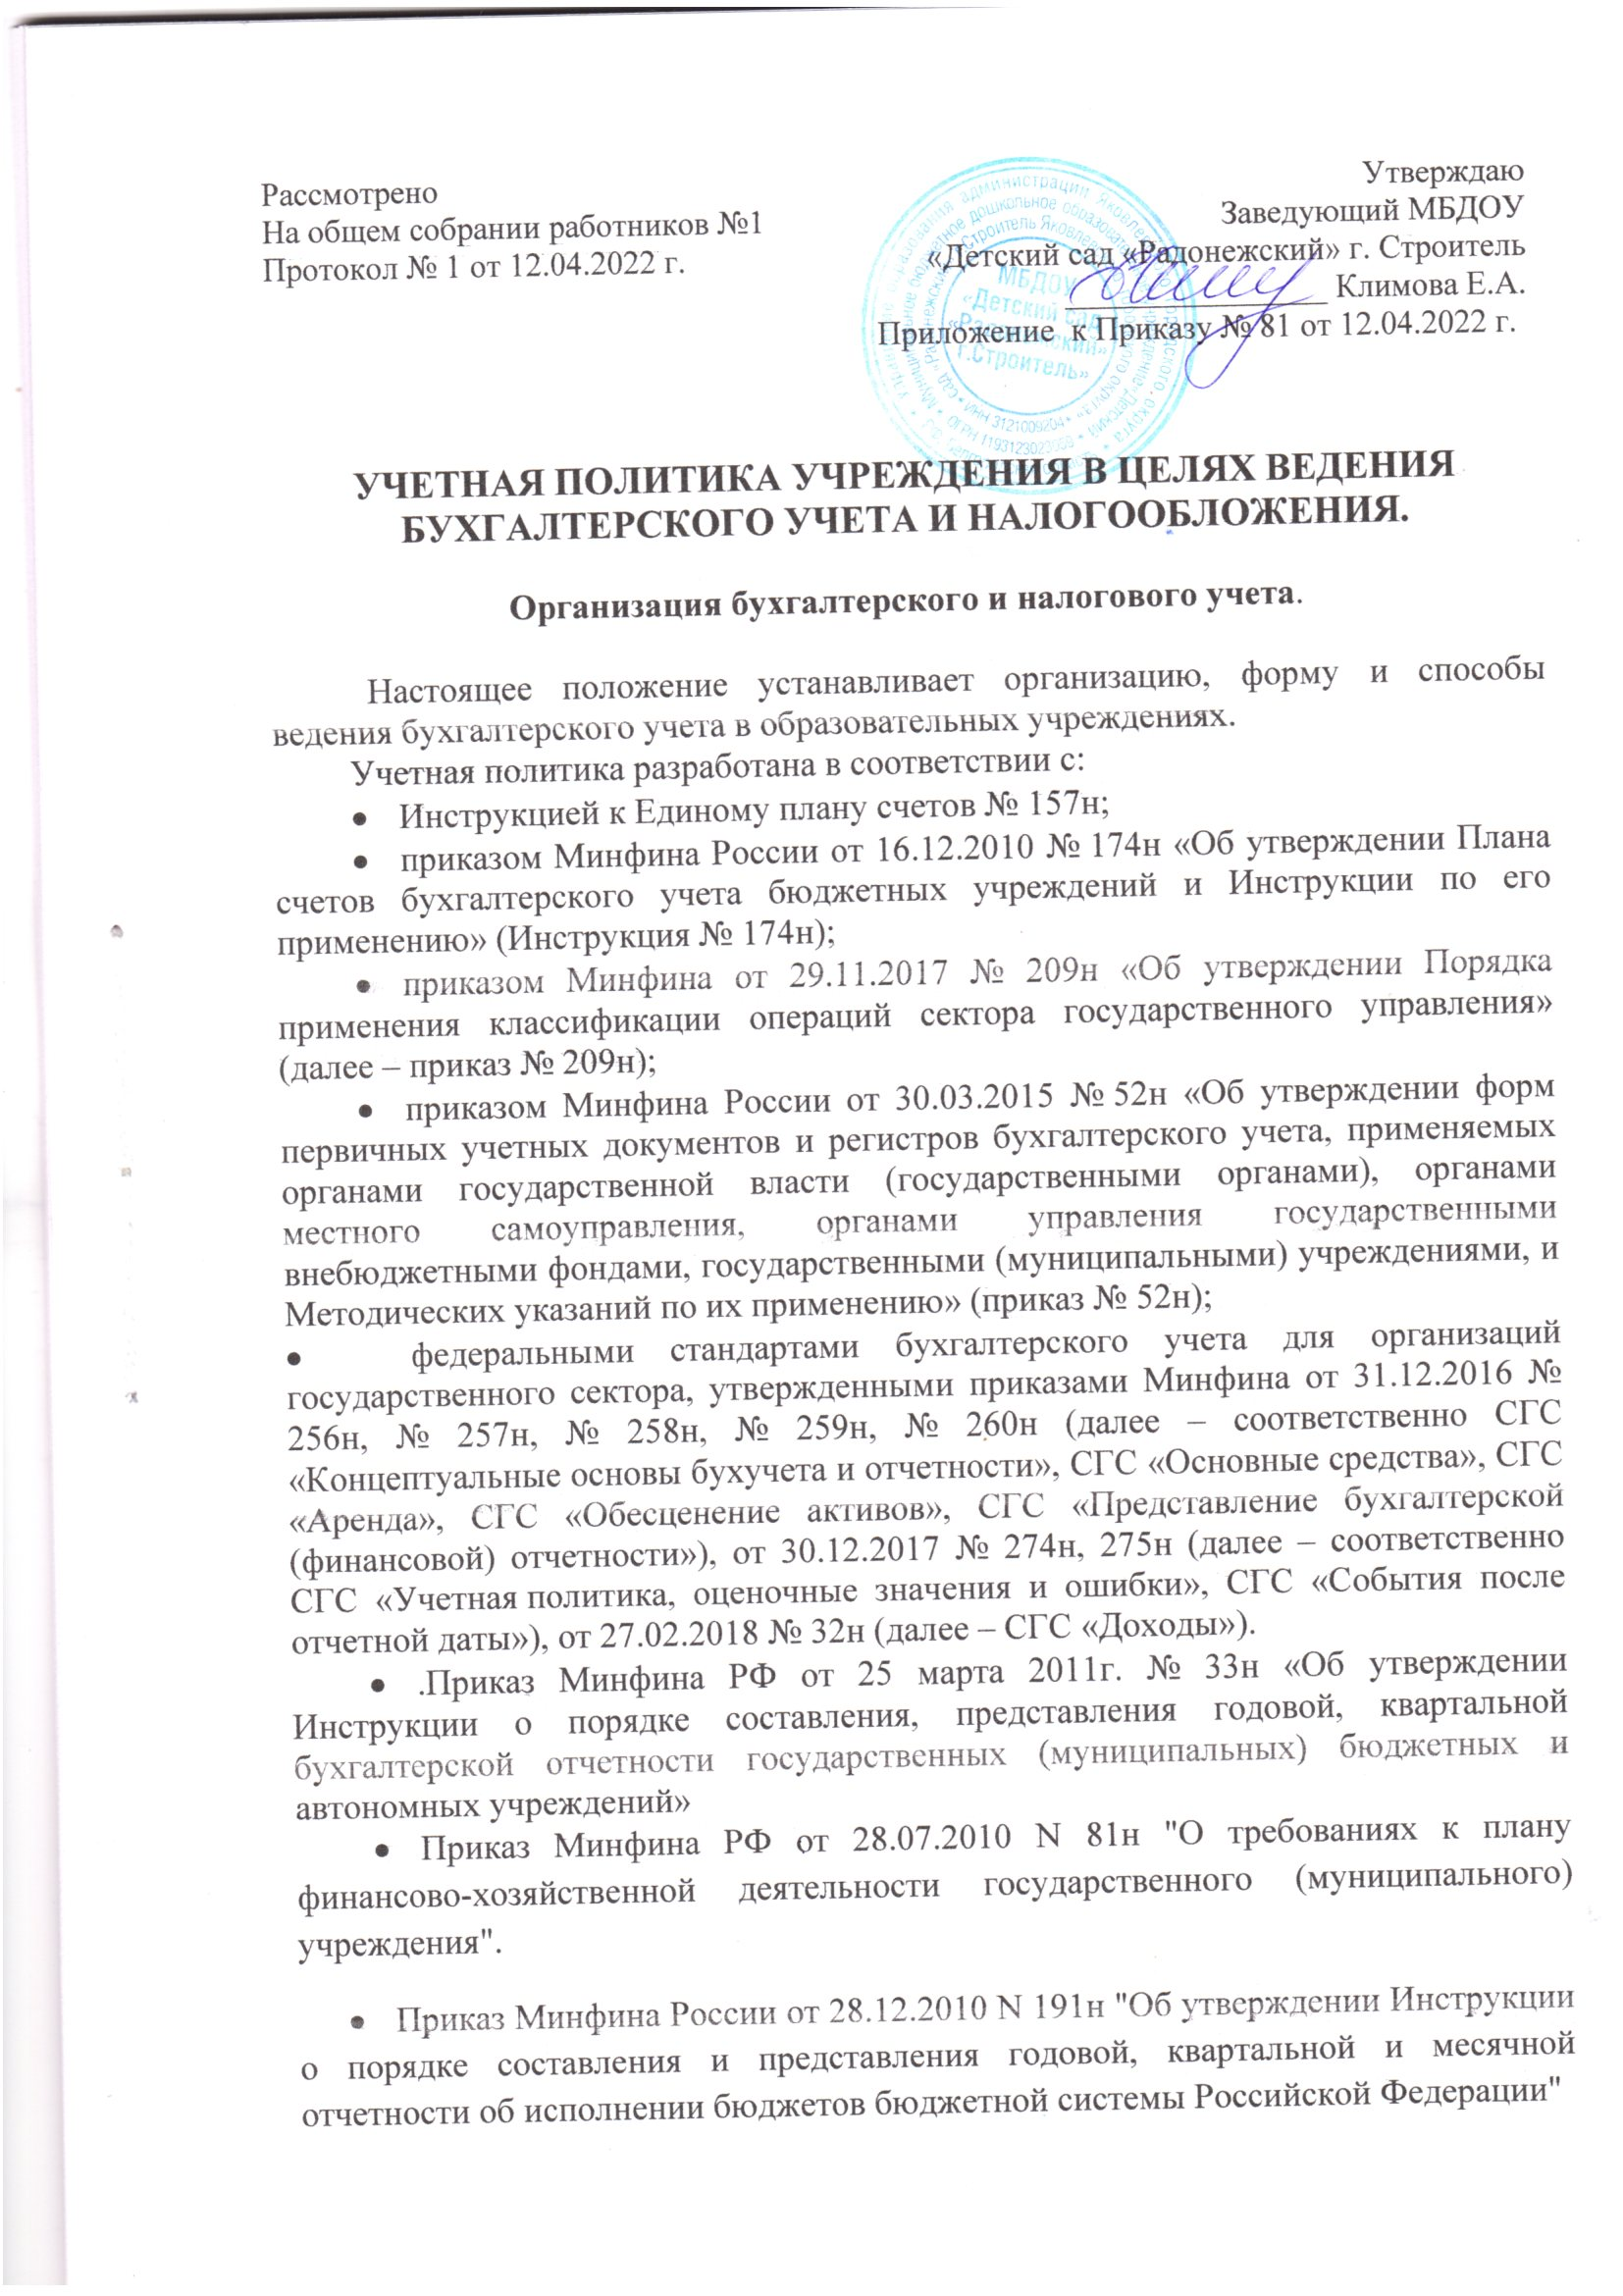 Рассмотрено
На общем собрании работников №1
Протокол № 1 от 12.04.2022 г.
Утверждаю
Заведующий МБДОУ
«Детский сад «Радонежский» г. Строитель
Климова Е.А.
Приложение к Приказу № 81 от 12.04.2022 г.
МБДОУ
«Детский сад
«Радонежский»
г.Строитель»
УЧЕТНАЯ ПОЛИТИКА УЧРЕЖДЕНИЯ В ЦЕЛЯХ ВЕДЕНИЯ
БУХГАЛТЕРСКОГО УЧЕТА И НАЛОГООБЛОЖЕНИЯ.
Организация бухгалтерского и налогового учета.
Настоящее положение устанавливает организацию, форму и способы
ведения бухгалтерского учета в образовательных учреждениях.
Учетная политика разработана в соответствии с:
• Инструкцией к Единому плану счетов № 157н;
• приказом Минфина России от 16.12.2010 № 174н «Об утверждении Плана
счетов бухгалтерского учета бюджетных учреждений и Инструкции по его
применению» (Инструкция № 174н);
• приказом Минфина от 29.11.2017 № 209н «Об утверждении Порядка
применения классификации операций сектора государственного управления»
(далее – приказ № 209н);
• приказом Минфина России от 30.03.2015 № 52н «Об утверждении форм
первичных учетных документов и регистров бухгалтерского учета, применяемых
органами государственной власти (государственными органами), органами
местного самоуправления, органами управления государственными
внебюджетными фондами, государственными (муниципальными) учреждениями, и
Методических указаний по их применению» (приказ № 52н);
• федеральными стандартами бухгалтерского учета для организаций
государственного сектора, утвержденными приказами Минфина от 31.12.2016 №
256н, № 257н, № 258н, № 259н, № 260н (далее – соответственно СГС
«Концептуальные основы бухучета и отчетности», СГС «Основные средства», СГС
«Аренда», СГС «Обесценение активов», СГС «Представление бухгалтерской
(финансовой) отчетности»), от 30.12.2017 № 274н, 275н (далее – соответственно
СГС «Учетная политика, оценочные значения и ошибки», СГС «События после
отчетной даты»), от 27.02.2018 № 32н (далее – СГС «Доходы»).
• .Приказ Минфина РФ от 25 марта 2011г. № 33н «Об утверждении
Инструкции о порядке составления, представления годовой, квартальной
бухгалтерской отчетности государственных (муниципальных) бюджетных и
автономных учреждений»
• Приказ Минфина РФ от 28.07.2010 N 81н "О требованиях к плану
финансово-хозяйственной деятельности государственного (муниципального)
учреждения".
• Приказ Минфина России от 28.12.2010 N 191н "Об утверждении Инструкции
о порядке составления и представления годовой, квартальной и месячной
отчетности об исполнении бюджетов бюджетной системы Российской Федерации"